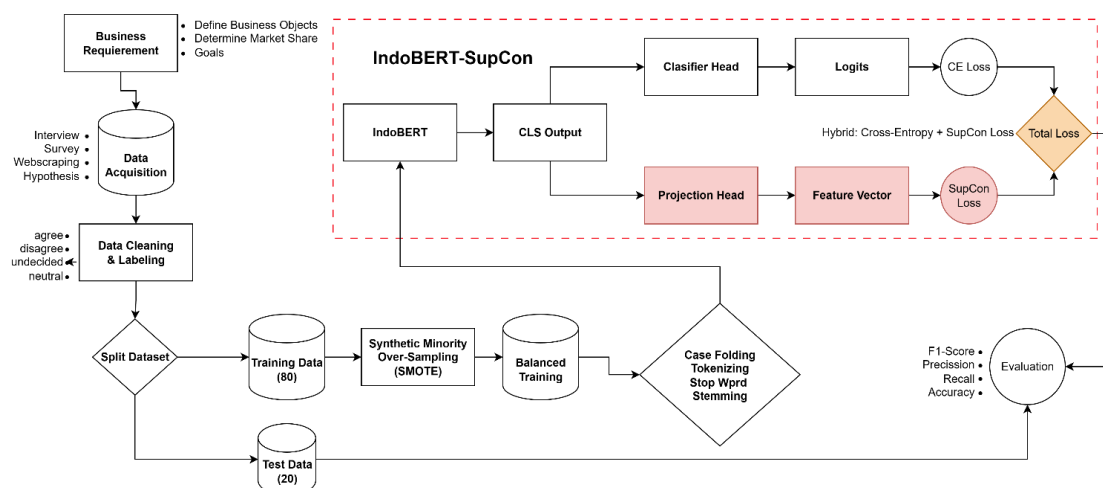 Business
Requierement
• Define Business Objects
• Determine Market Share
• Goals
Interview •
Survey •
Webscraping •
Hypothesis •
Data
Acquisition
agree •
disagree •
undecided •
neutral •
Data Cleaning
& Labeling
Split Dataset
Training Data
(80)
Synthetic Minority
Over-Sampling
(SMOTE)
Balanced
Training
Case Folding
Tokenizing
Stop Wprd
Stemming
Test Data
(20)
IndoBERT-SupCon
IndoBERT
CLS Output
Clasifier Head
Logits
CE Loss
Hybrid: Cross-Entropy + SupCon Loss
Total Loss
Projection Head
Feature Vector
SupCon
Loss
F1-Score •
Precission •
Recall •
Accuracy •
Evaluation